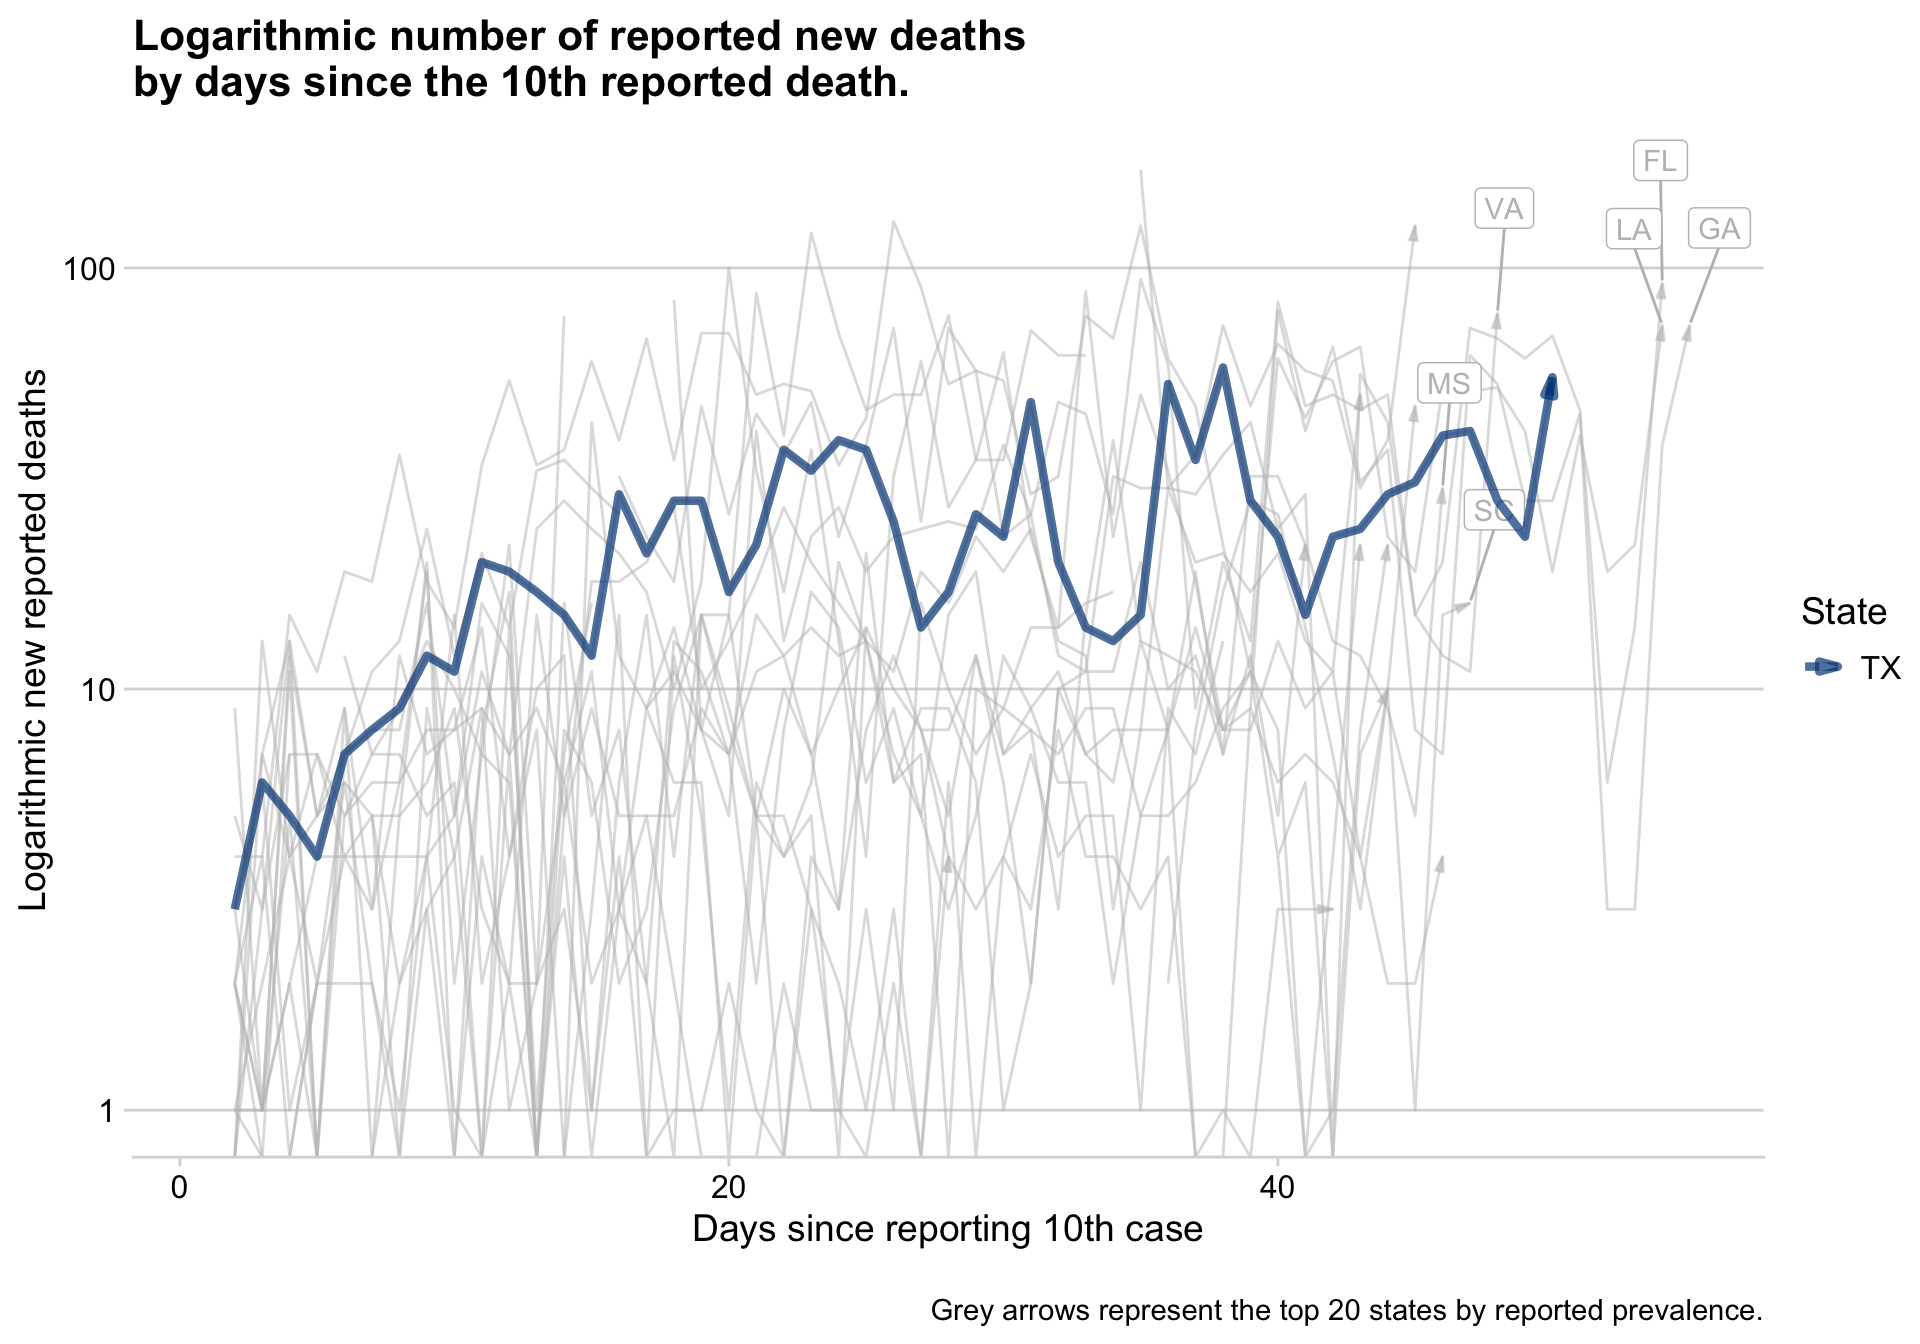 Logarithmic number of reported new deaths
by days since the 10th reported death.
Logarithmic new reported deaths
100
10
1
FL
VA
LA
GA
MS
SC
State
TX
0
20
40
Days since reporting 10th case
Grey arrows represent the top 20 states by reported prevalence.